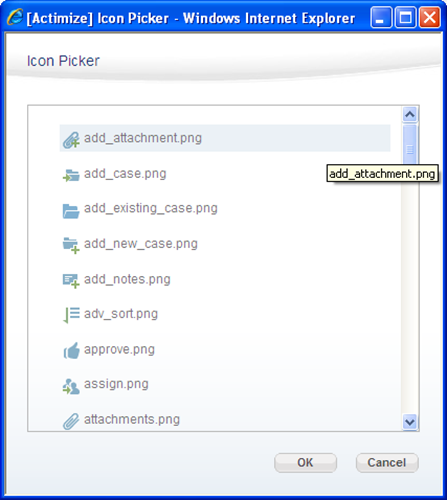 [Actimize] Icon Picker - Windows Internet Explorer
Icon Picker
add_attachment.png
add_case.png
add_attachment.png
add_existing_case.png
add_new_case.png
add_notes.png
adv_sort.png
approve.png
assign.png
attachments.png
OK Cancel